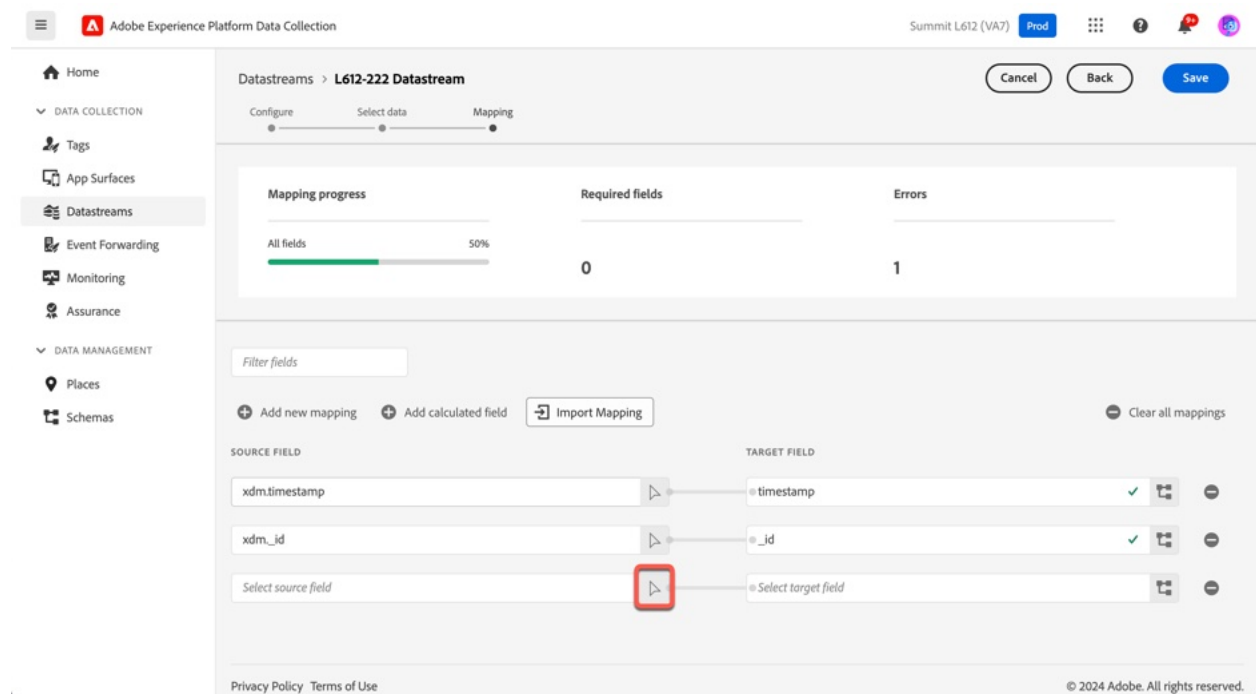 Adobe Experience Platform Data Collection
Summit L612 (VA7) Prod 9+
Home
DATA COLLECTION
Tags
App Surfaces
Datastreams
Event Forwarding
Monitoring
Assurance
DATA MANAGEMENT
Places
Schemas
Datastreams > L612-222 Datastream
Cancel Back Save
Configure Select data Mapping
Mapping progress Required fields Errors
All fields 50%
0 1
Filter fields
Add new mapping Add calculated field Import Mapping Clear all mappings
SOURCE FIELD TARGET FIELD
xdm.timestamp timestamp
xdm._id _id
Select source field Select target field
Privacy Policy Terms of Use © 2024 Adobe. All rights reserved.